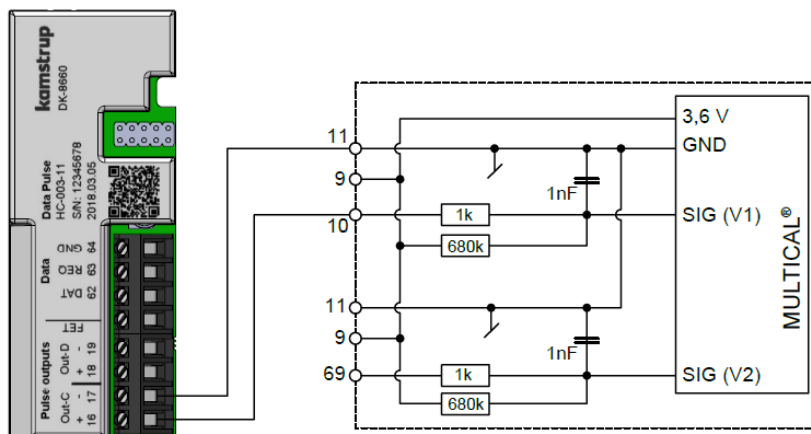 kamstrup
DK-8660
Data Pulse
HC-003-11
S/N: 12345678
2018.03.05
Data
GND 64
REQ 63
DAT 62
FET
Pulse outputs
Out-D
- 19
+ 18
Out-C
- 17
+ 16
11
9
10
11
9
69
1nF
1k
680k
1nF
1k
680k
3,6 V
GND
SIG (V1)
SIG (V2)
MULTICAL®